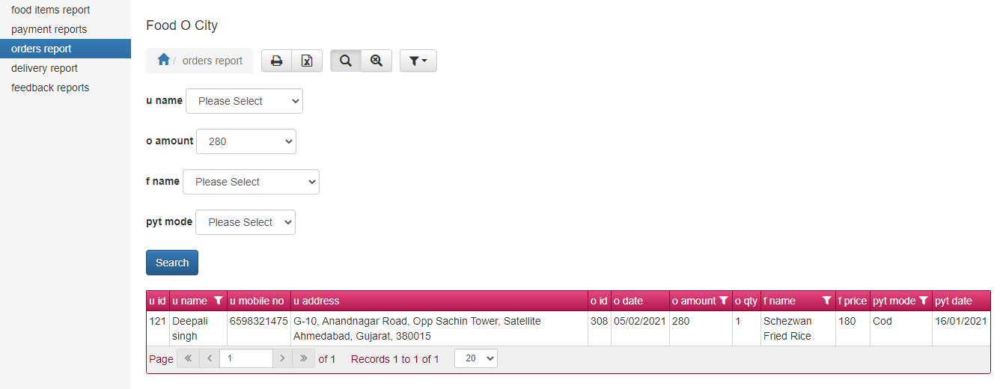 food items report
payment reports
orders report
delivery report
feedback reports
Food O City
/ orders report
u name Please Select
o amount 280
f name Please Select
pyt mode Please Select
Search
u id u name u mobile no u address o id o date o amount o qty f name f price pyt mode pyt date
121 Deepali 6598321475 G-10, Anandnagar Road, Opp Sachin Tower, Satellite 308 05/02/2021 280 1 Schezwan 180 Cod 16/01/2021
singh Ahmedabad, Gujarat, 380015 Fried Rice
Page « < 1 > » of 1 Records 1 to 1 of 1 20